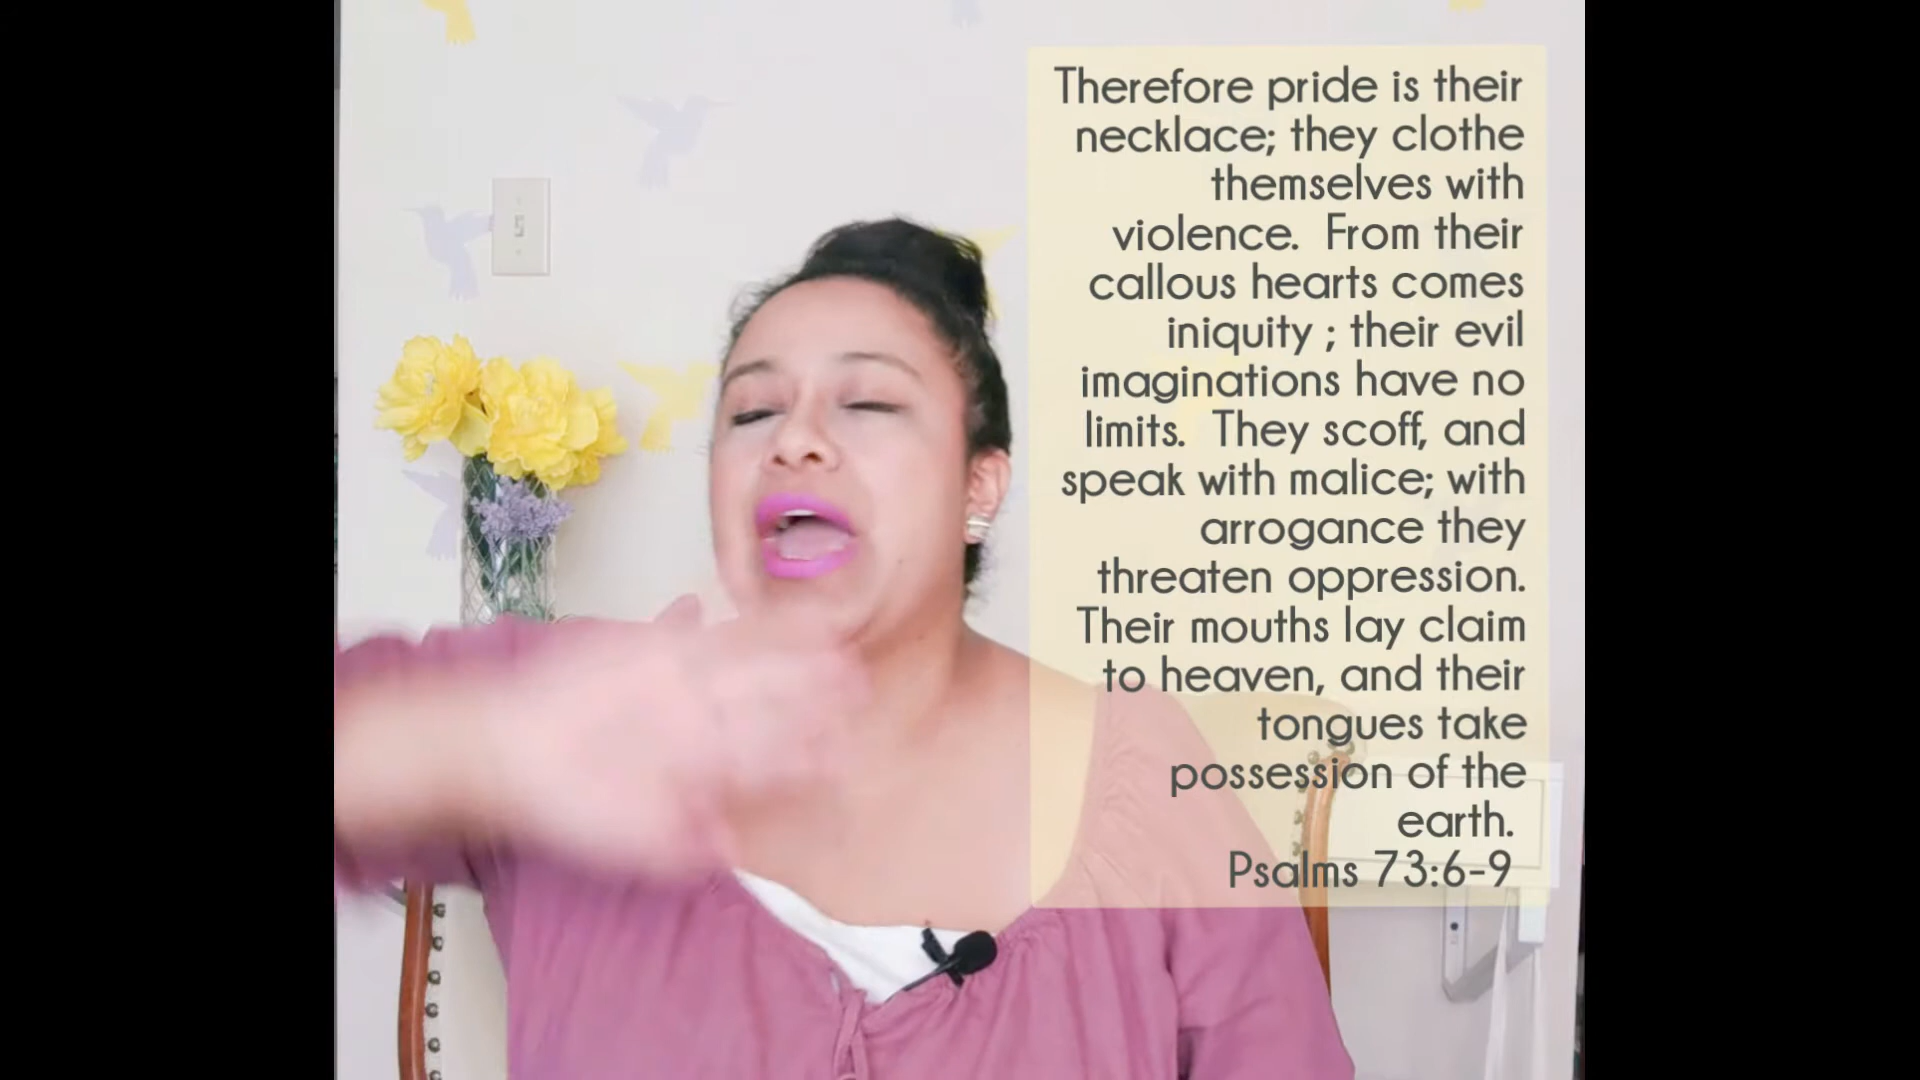 Therefore pride is their
necklace; they clothe
themselves with
violence.  From their
callous hearts comes
iniquity ; their evil
imaginations have no
limits.  They scoff, and
speak with malice; with
arrogance they
threaten oppression.
Their mouths lay claim
to heaven, and their
tongues take
possession of the
earth.
Psalms 73:6-9